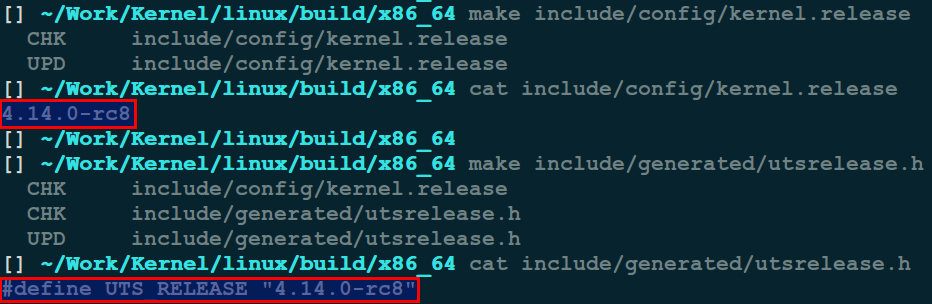 [] ~/Work/Kernel/linux/build/x86_64 make include/config/kernel.release
CHK include/config/kernel.release
UPD include/config/kernel.release
[] ~/Work/Kernel/linux/build/x86_64 cat include/config/kernel.release
4.14.0-rc8
[] ~/Work/Kernel/linux/build/x86_64
[] ~/Work/Kernel/linux/build/x86_64 make include/generated/utsrelease.h
CHK include/config/kernel.release
CHK include/generated/utsrelease.h
UPD include/generated/utsrelease.h
[] ~/Work/Kernel/linux/build/x86_64 cat include/generated/utsrelease.h
#define UTS_RELEASE "4.14.0-rc8"